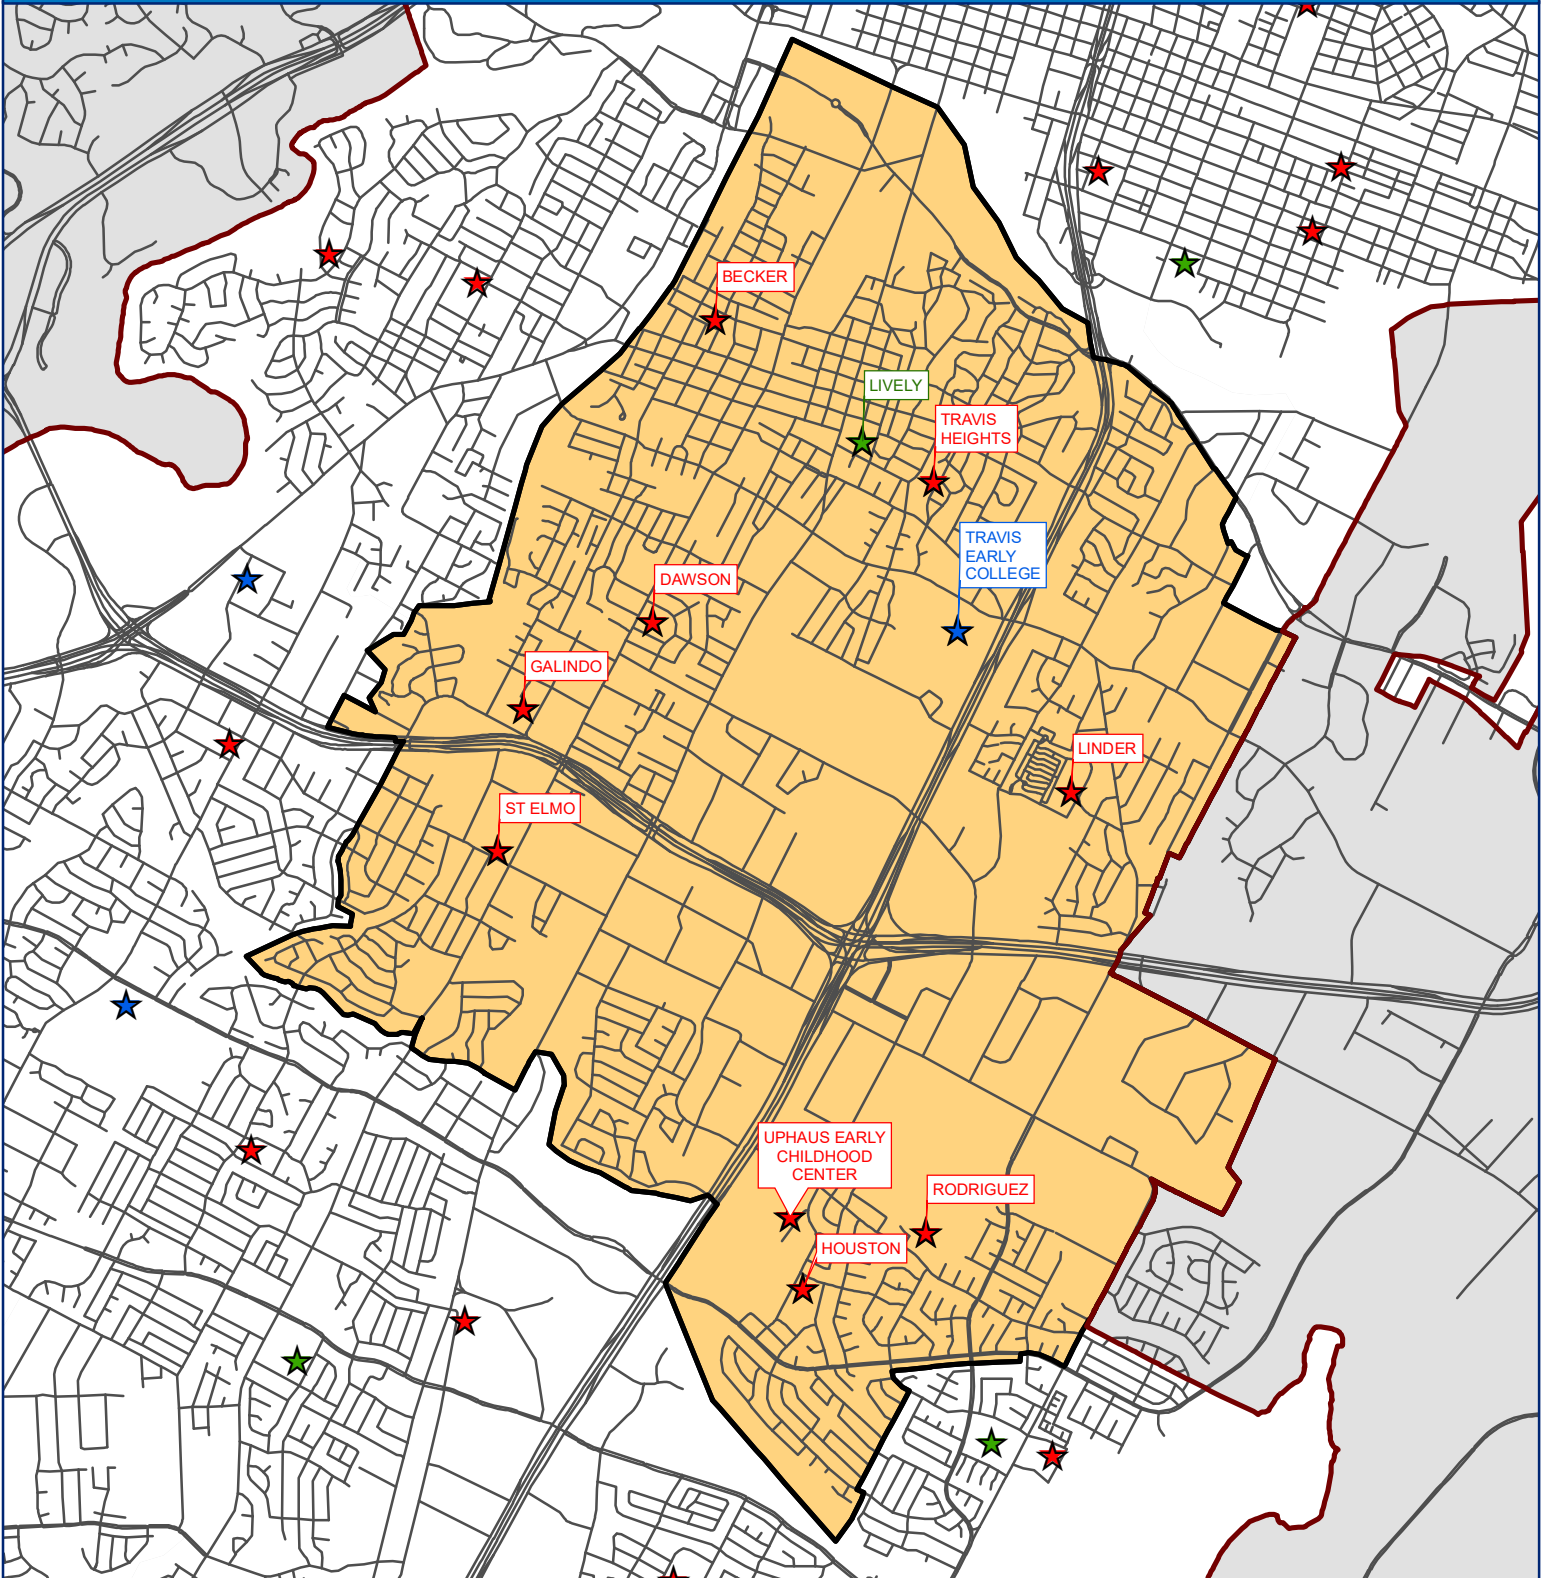 BECKER
LIVELY
TRAVIS
HEIGHTS
TRAVIS
EARLY
COLLEGE
DAWSON
GALINDO
LINDER
ST ELMO
UPHAUS EARLY
CHILDHOOD
CENTER
RODRIGUEZ
HOUSTON